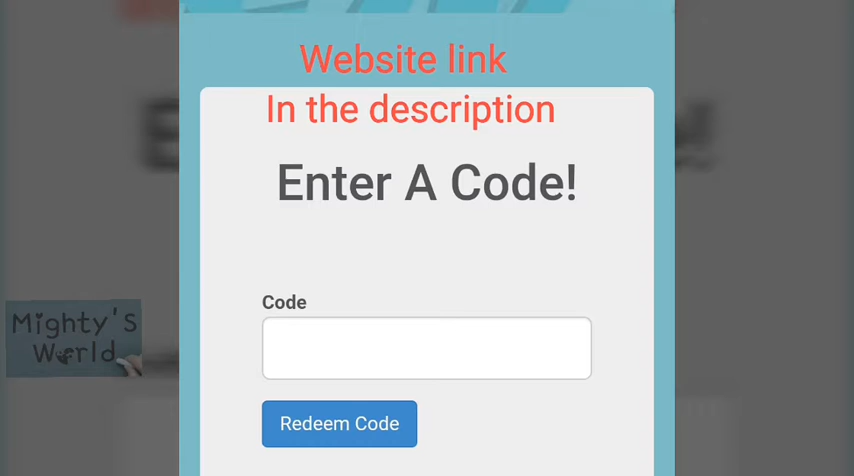 Website link
In the description
Enter A Code!
Code
Redeem Code
Mighty'S
World